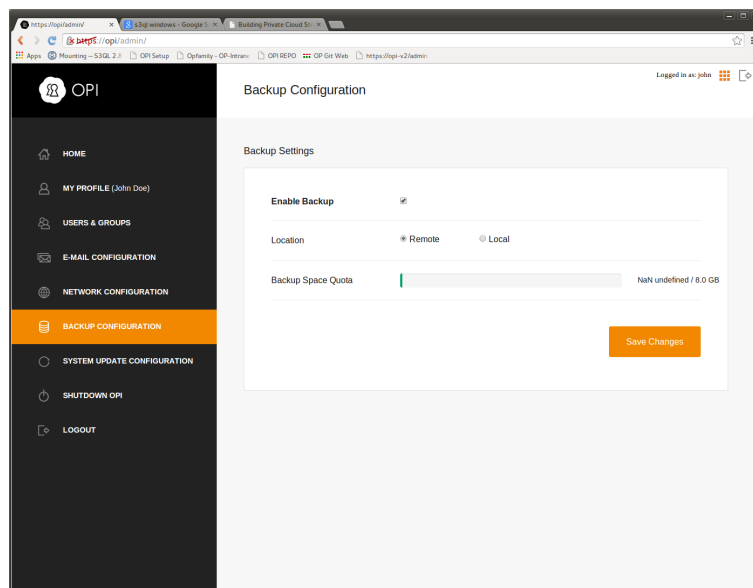 https://opi/admin/
s3ql windows - Google S
Building Private Cloud St
https://opi/admin/
Apps
Mounting — S3QL 2.
OPI Setup
Opfamily - OP-Intrane
OPI REPO
OP Git Web
https://opi-v2/admin
OPI
Backup Configuration
Logged in as: john
HOME
MY PROFILE (John Doe)
USERS & GROUPS
E-MAIL CONFIGURATION
NETWORK CONFIGURATION
BACKUP CONFIGURATION
SYSTEM UPDATE CONFIGURATION
SHUTDOWN OPI
LOGOUT
Backup Settings
Enable Backup
Location
Remote
Local
Backup Space Quota
NaN undefined / 8.0 GB
Save Changes